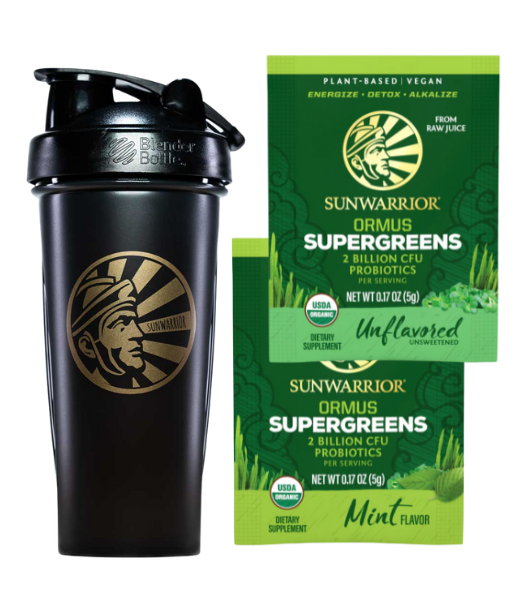 Blender
Bottle
SUNWARRIOR
PLANT-BASED | VEGAN
ENERGIZE • DETOX • ALKALIZE
FROM
RAW JUICE
SUNWARRIOR
ORMUS
SUPERGREENS
2 BILLION CFU
PROBIOTICS
PER SERVING
NET WT 0.17 OZ (5g)
USDA
ORGANIC
DIETARY
SUPPLEMENT
Unflavored
UNSWEETENED
SUNWARRIOR
ORMUS
SUPERGREENS
2 BILLION CFU
PROBIOTICS
PER SERVING
NET WT 0.17 OZ (5g)
USDA
ORGANIC
DIETARY
SUPPLEMENT
Mint FLAVOR